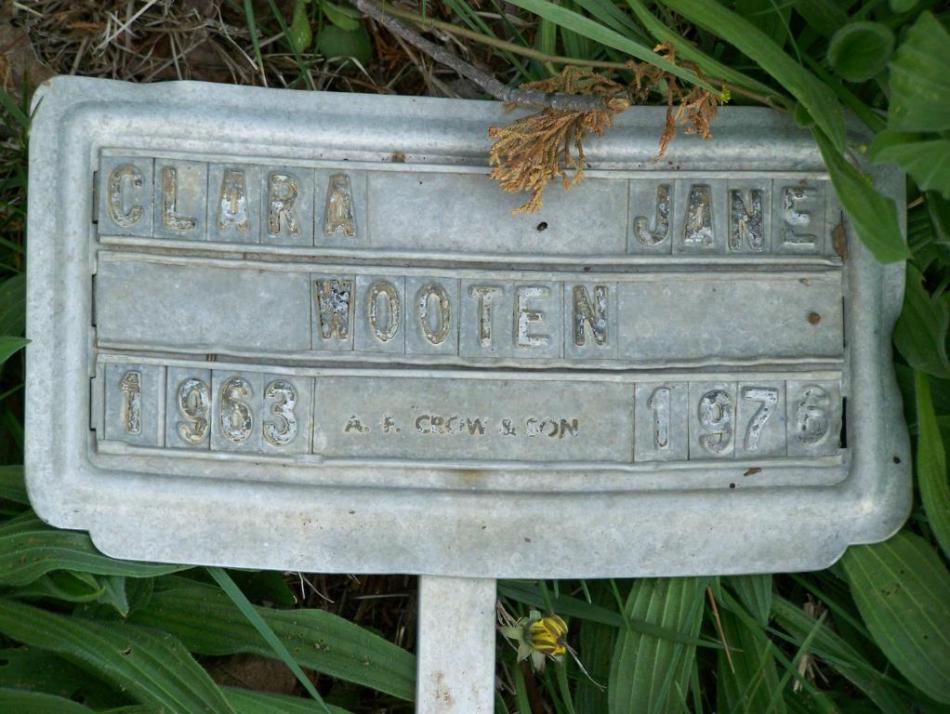 CLARA JANE
WOOTEN
1963 A. F. CROW & SON 1976